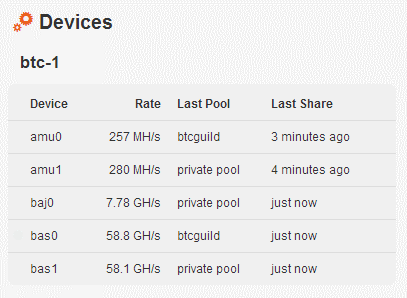 Devices
btc-1
Device Rate Last Pool Last Share
amu0 257 MH/s btcguild 3 minutes ago
amu1 280 MH/s private pool 4 minutes ago
baj0 7.78 GH/s private pool just now
bas0 58.8 GH/s btcguild just now
bas1 58.1 GH/s private pool just now